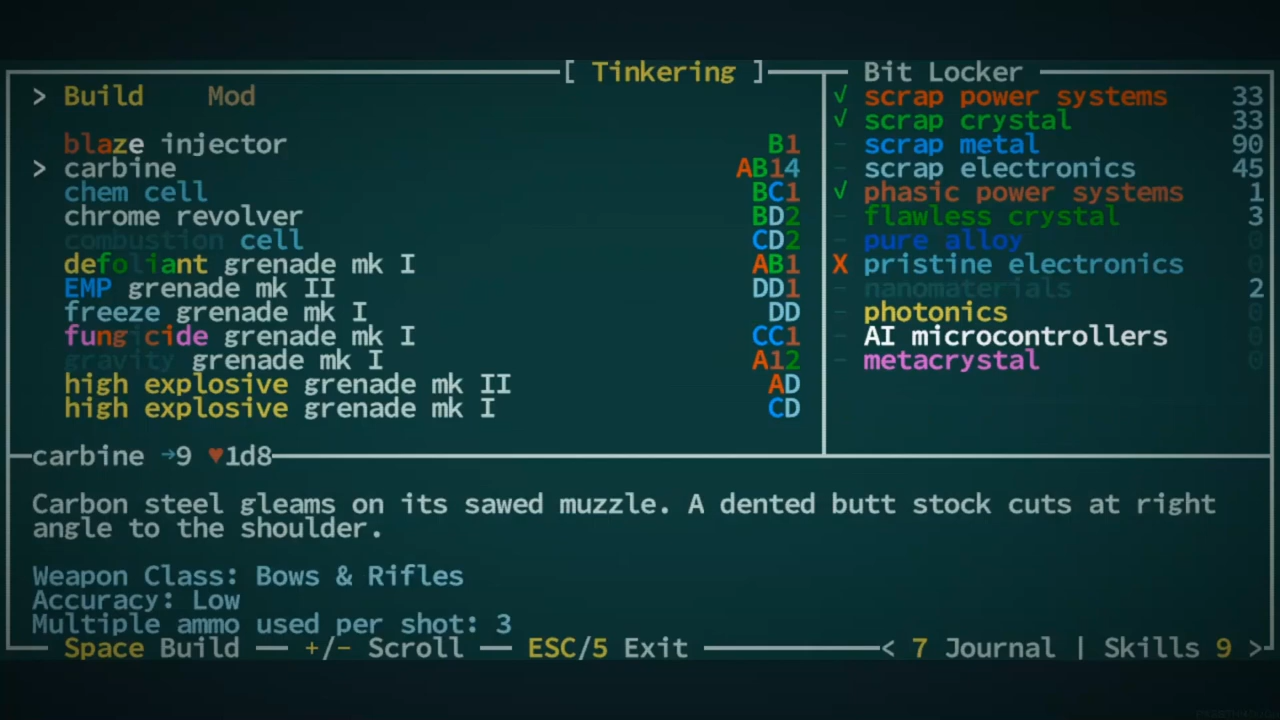 [ Tinkering ]
> Build Mod
blaze injector B1
> carbine AB14
chem cell BC1
chrome revolver BD2
combustion cell CD2
defoliant grenade mk I AB1
EMP grenade mk II DD1
freeze grenade mk I DD
fungicide grenade mk I CC1
gravity grenade mk I A12
high explosive grenade mk II AD
high explosive grenade mk I CD
Bit Locker
√ scrap power systems 33
√ scrap crystal 33
- scrap metal 90
- scrap electronics 45
√ phasic power systems 1
- flawless crystal 3
- pure alloy 0
X pristine electronics 0
- nanomaterials 2
- photonics 0
- AI microcontrollers 0
- metacrystal 0
carbine →9 ♥1d8
Carbon steel gleams on its sawed muzzle. A dented butt stock cuts at right
angle to the shoulder.
Weapon Class: Bows & Rifles
Accuracy: Low
Multiple ammo used per shot: 3
Space Build — +/- Scroll — ESC/5 Exit < 7 Journal | Skills 9 >